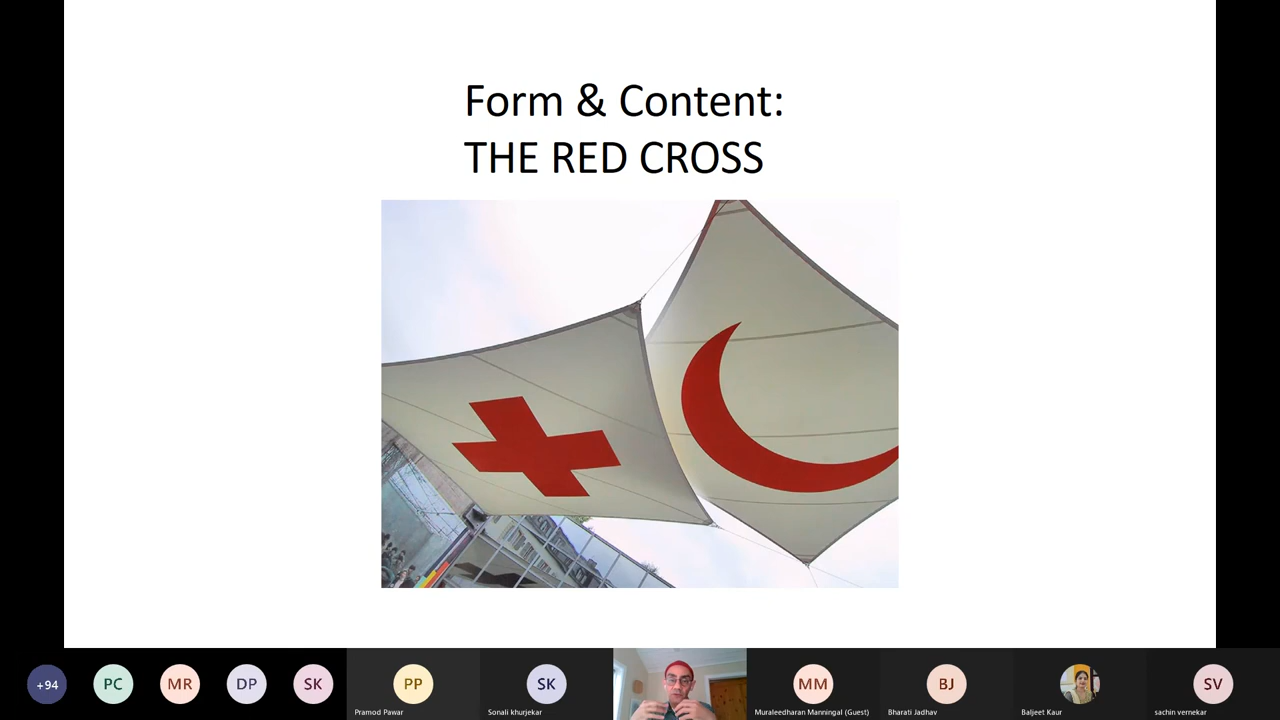 Form & Content:
THE RED CROSS
+94
PC
MR
DP
SK
PP
SK
MM
BJ
SV
Pramod Pawar
Sonali khurjekar
Muraleedharan Manningal (Guest)
Bharati Jadhav
Baljeet Kaur
sachin vernekar